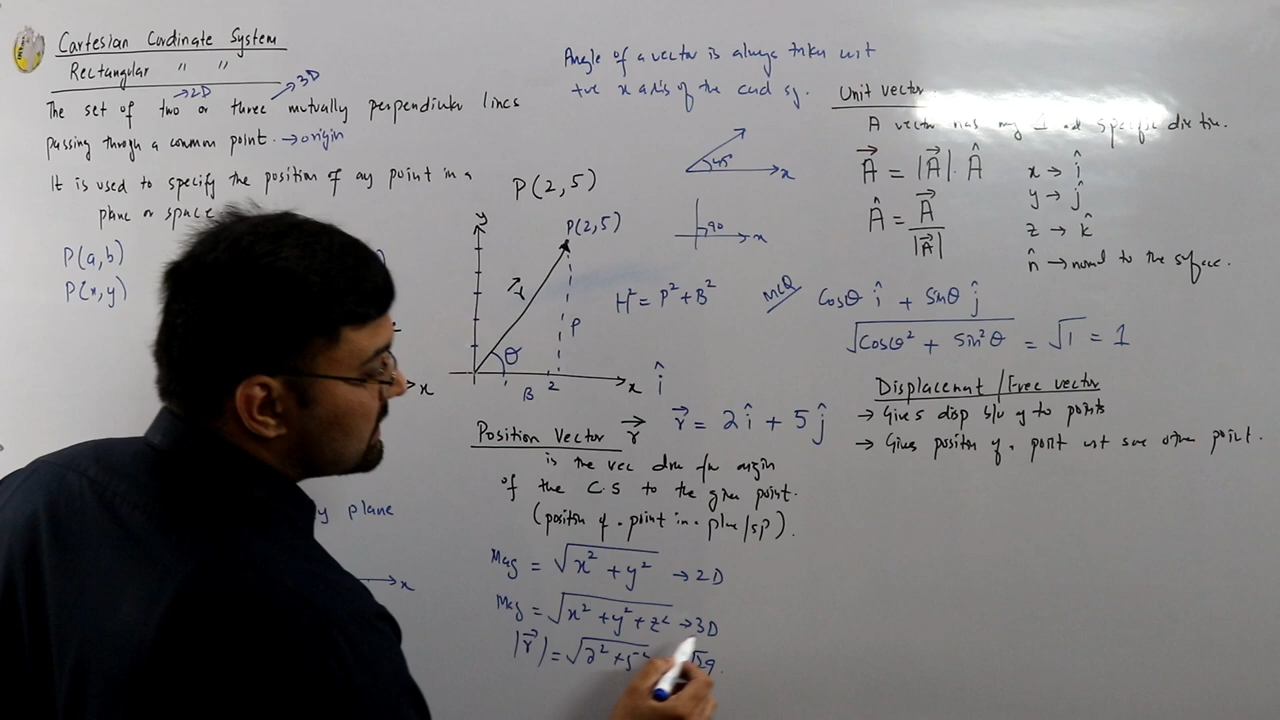 Cartesian Cordinate System
Rectangular " "
→2D →3D
The set of two or three mutually perpendicular lines
passing through a common point. → origin
It is used to specify the position of any point in a
plane or space
P(a,b)
P(x,y)
y plane
→ x
→ x
P(2,5)
y
P(2,5)
r⃗
P
θ
1 B 2 x î
Position Vector r⃗ r⃗ = 2î + 5ĵ
is the vec draw from origin
of the C.S to the given point.
(position of a point in a plane/sp).
Mag = √x² + y² → 2D
Mag = √x² + y² + z² → 3D
|r⃗| = √2² + 5² √29.
Angle of a vector is always taken wrt
+ve x axis of the cord sy.
45° x
90 x
H² = P² + B²
Unit vector.
A vector has mag 1 and specific direction.
A⃗ = |A⃗|. Â
Â = A⃗ / |A⃗|
x → î
y → ĵ
z → k̂
n̂ → normal to the surface.
MCQ Cosθ î + Sinθ ĵ
√Cosθ² + Sin²θ = √1 = 1
Displacement / Free vector
→ Gives disp b/w to points
→ Gives position of a point wrt some other point.